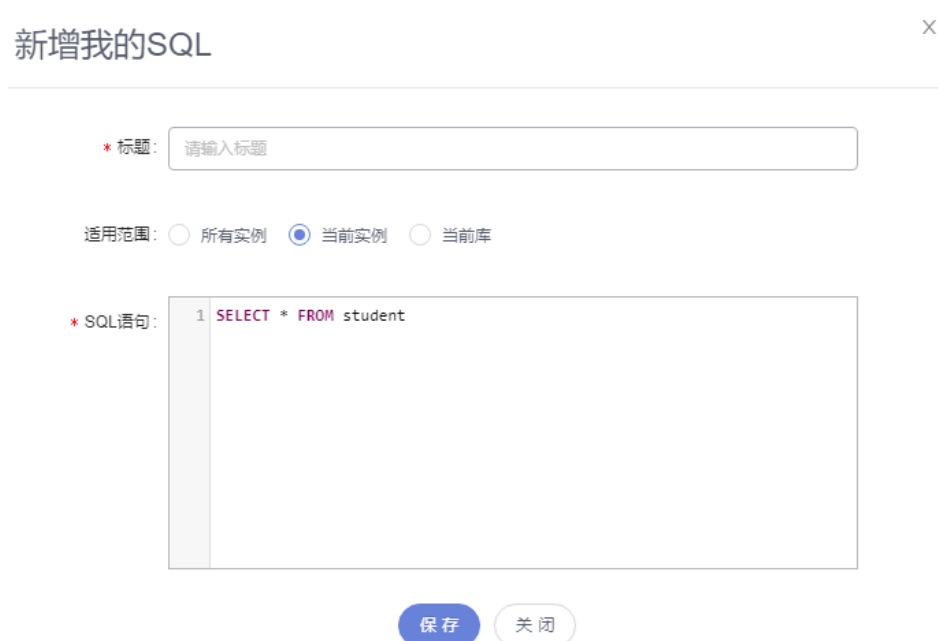 X
新增我的SQL
* 标题: 请输入标题
适用范围: 所有实例 当前实例 当前库
* SQL语句: 1 SELECT * FROM student
保存 关闭